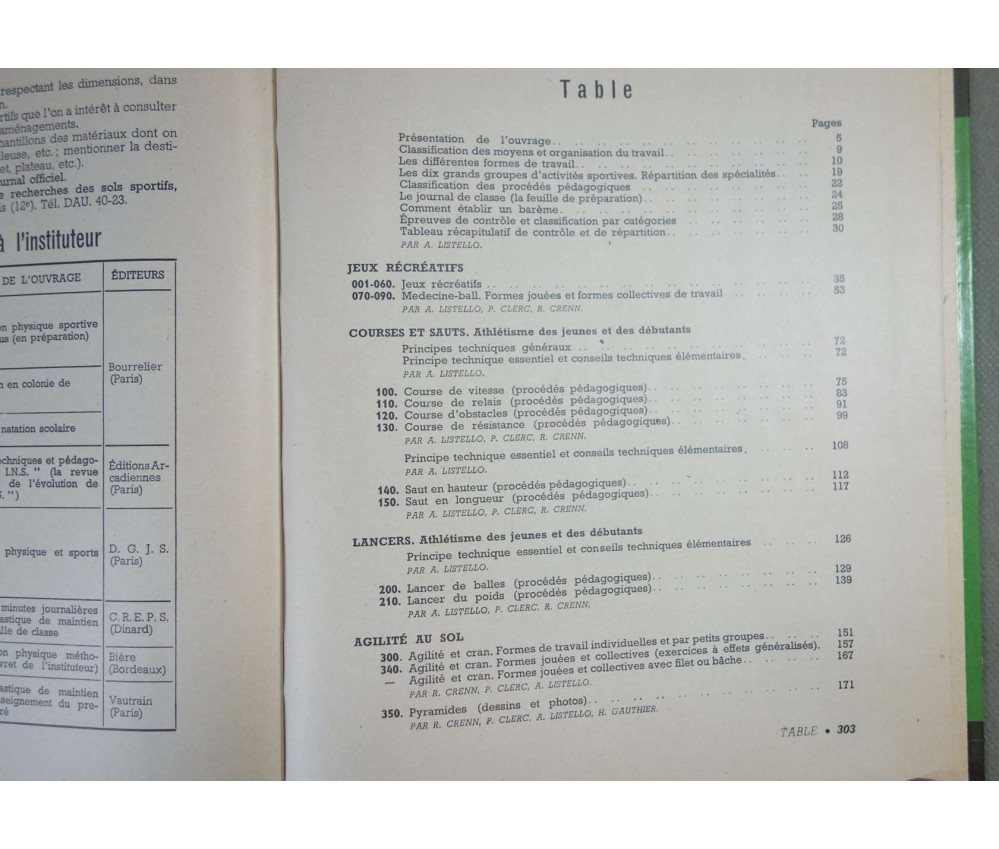 respectant les dimensions, dans
n.
rtifs que l'on a intérêt à consulter
aménagements.
hantillons des matériaux dont on
leuse, etc.; mentionner la desti-
et, plateau, etc.).
urnal officiel.
e recherches des sols sportifs,
is (12e). Tél. DAU. 40-23.
à l'instituteur
DE L'OUVRAGE ÉDITEURS
on physique sportive
us (en préparation)
Bourrelier
(Paris)
n en colonie de
natation scolaire
echniques et pédago-
I.N.S. " (la revue
de l'évolution de
S. ")
Éditions Ar-
cadiennes
(Paris)
physique et sports
D. G. J. S.
(Paris)
minutes journalières
astique de maintien
lle de classe
C.R.E.P.S.
(Dinard)
on physique métho-
vret de l'instituteur)
Bière
(Bordeaux)
astique de maintien
seignement du pre-
ré
Vautrain
(Paris)
Table
Pages
Présentation de l'ouvrage.. 5
Classification des moyens et organisation du travail.. 9
Les différentes formes de travail.. 10
Les dix grands groupes d'activités sportives. Répartition des spécialités.. 19
Classification des procédés pédagogiques 22
Le journal de classe (la feuille de préparation).. 24
Comment établir un barème.. 25
Épreuves de contrôle et classification par catégories 28
Tableau récapitulatif de contrôle et de répartition.. 30
PAR A. LISTELLO.
JEUX RÉCRÉATIFS
001-060. Jeux récréatifs .. 35
070-090. Medecine-ball. Formes jouées et formes collectives de travail .. 53
PAR A. LISTELLO, P. CLERC, R. CRENN.
COURSES ET SAUTS. Athlétisme des jeunes et des débutants
Principes techniques généraux .. 72
Principe technique essentiel et conseils techniques élémentaires. 72
PAR A. LISTELLO.
100. Course de vitesse (procédés pédagogiques).. 75
110. Course de relais (procédés pédagogiques).. 83
120. Course d'obstacles (procédés pédagogiques).. 91
130. Course de résistance (procédés pédagogiques).. 99
PAR A. LISTELLO, P. CLERC, R. CRENN.
Principe technique essentiel et conseils techniques élémentaires. 108
PAR A. LISTELLO.
140. Saut en hauteur (procédés pédagogiques).. 112
150. Saut en longueur (procédés pédagogiques).. 117
PAR A. LISTELLO, P. CLERC, R. CRENN.
LANCERS. Athlétisme des jeunes et des débutants
Principe technique essentiel et conseils techniques élémentaires .. 126
PAR A. LISTELLO.
200. Lancer de balles (procédés pédagogiques).. 129
210. Lancer du poids (procédés pédagogiques).. 139
PAR A. LISTELLO, P. CLERC, R. CRENN.
AGILITÉ AU SOL
300. Agilité et cran. Formes de travail individuelles et par petits groupes.. 151
340. Agilité et cran. Formes jouées et collectives (exercices à effets généralisés). 157
— Agilité et cran. Formes jouées et collectives avec filet ou bâche.. 167
PAR R. CRENN, P. CLERC, A. LISTELLO.
350. Pyramides (dessins et photos).. 171
PAR R. CRENN, P. CLERC, A. LISTELLO, H. GAUTHIER.
TABLE • 303